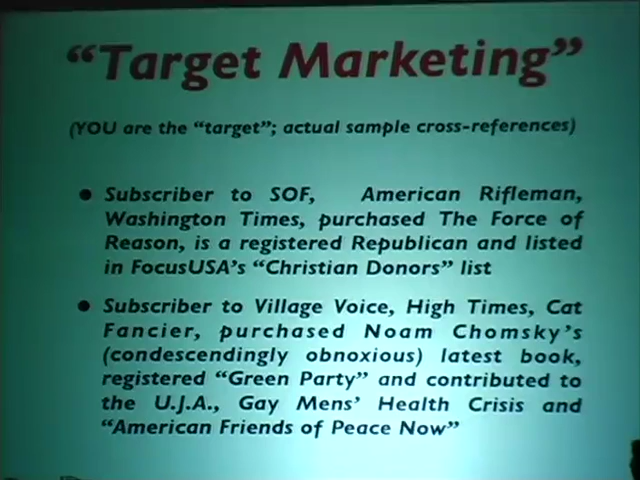 “Target Marketing”
(YOU are the “target”; actual sample cross-references)
● Subscriber to SOF, American Rifleman,
Washington Times, purchased The Force of
Reason, is a registered Republican and listed
in FocusUSA’s “Christian Donors” list
● Subscriber to Village Voice, High Times, Cat
Fancier, purchased Noam Chomsky’s
(condescendingly obnoxious) latest book,
registered “Green Party” and contributed to
the U.J.A., Gay Mens’ Health Crisis and
“American Friends of Peace Now”